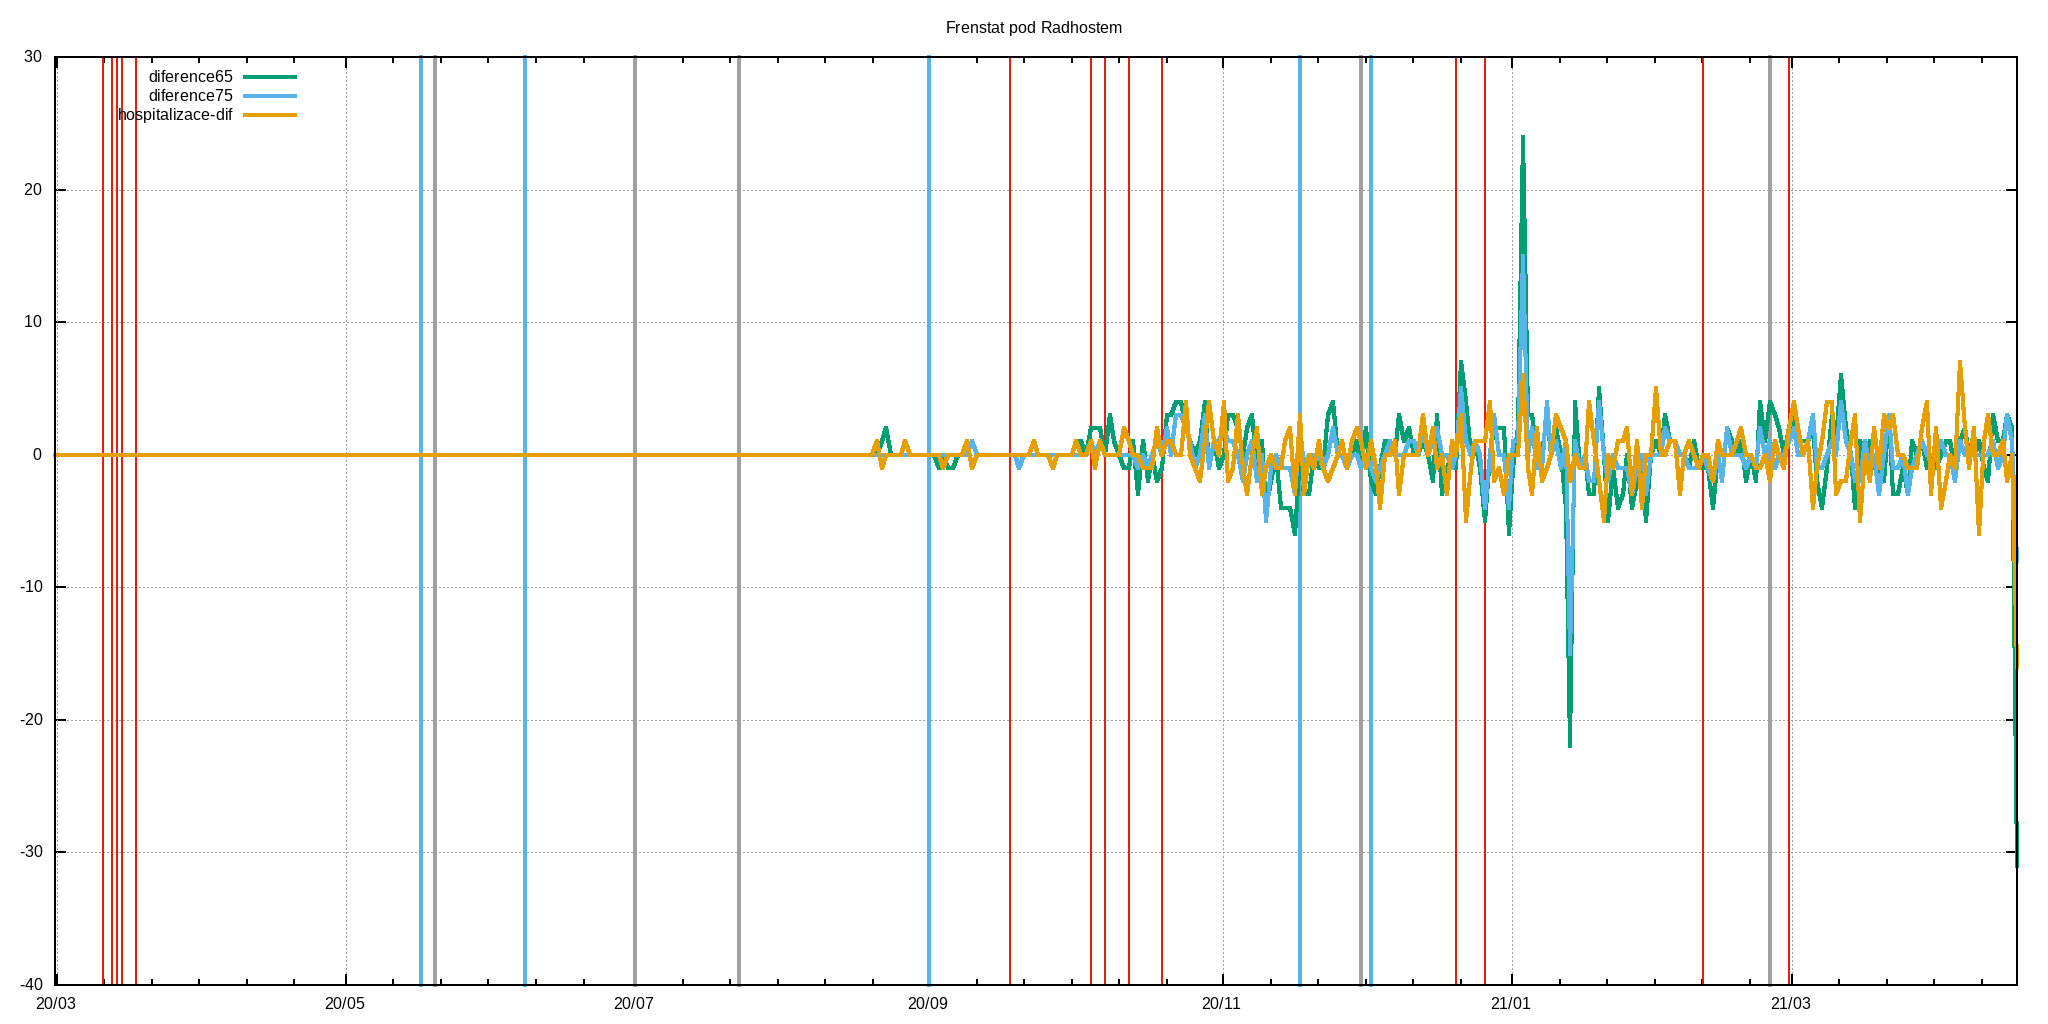 Frenstat pod Radhostem
30
diference65
diference75
hospitalizace-dif
20
10
0
-10
-20
-30
-40
20/03 20/05 20/07 20/09 20/11 21/01 21/03